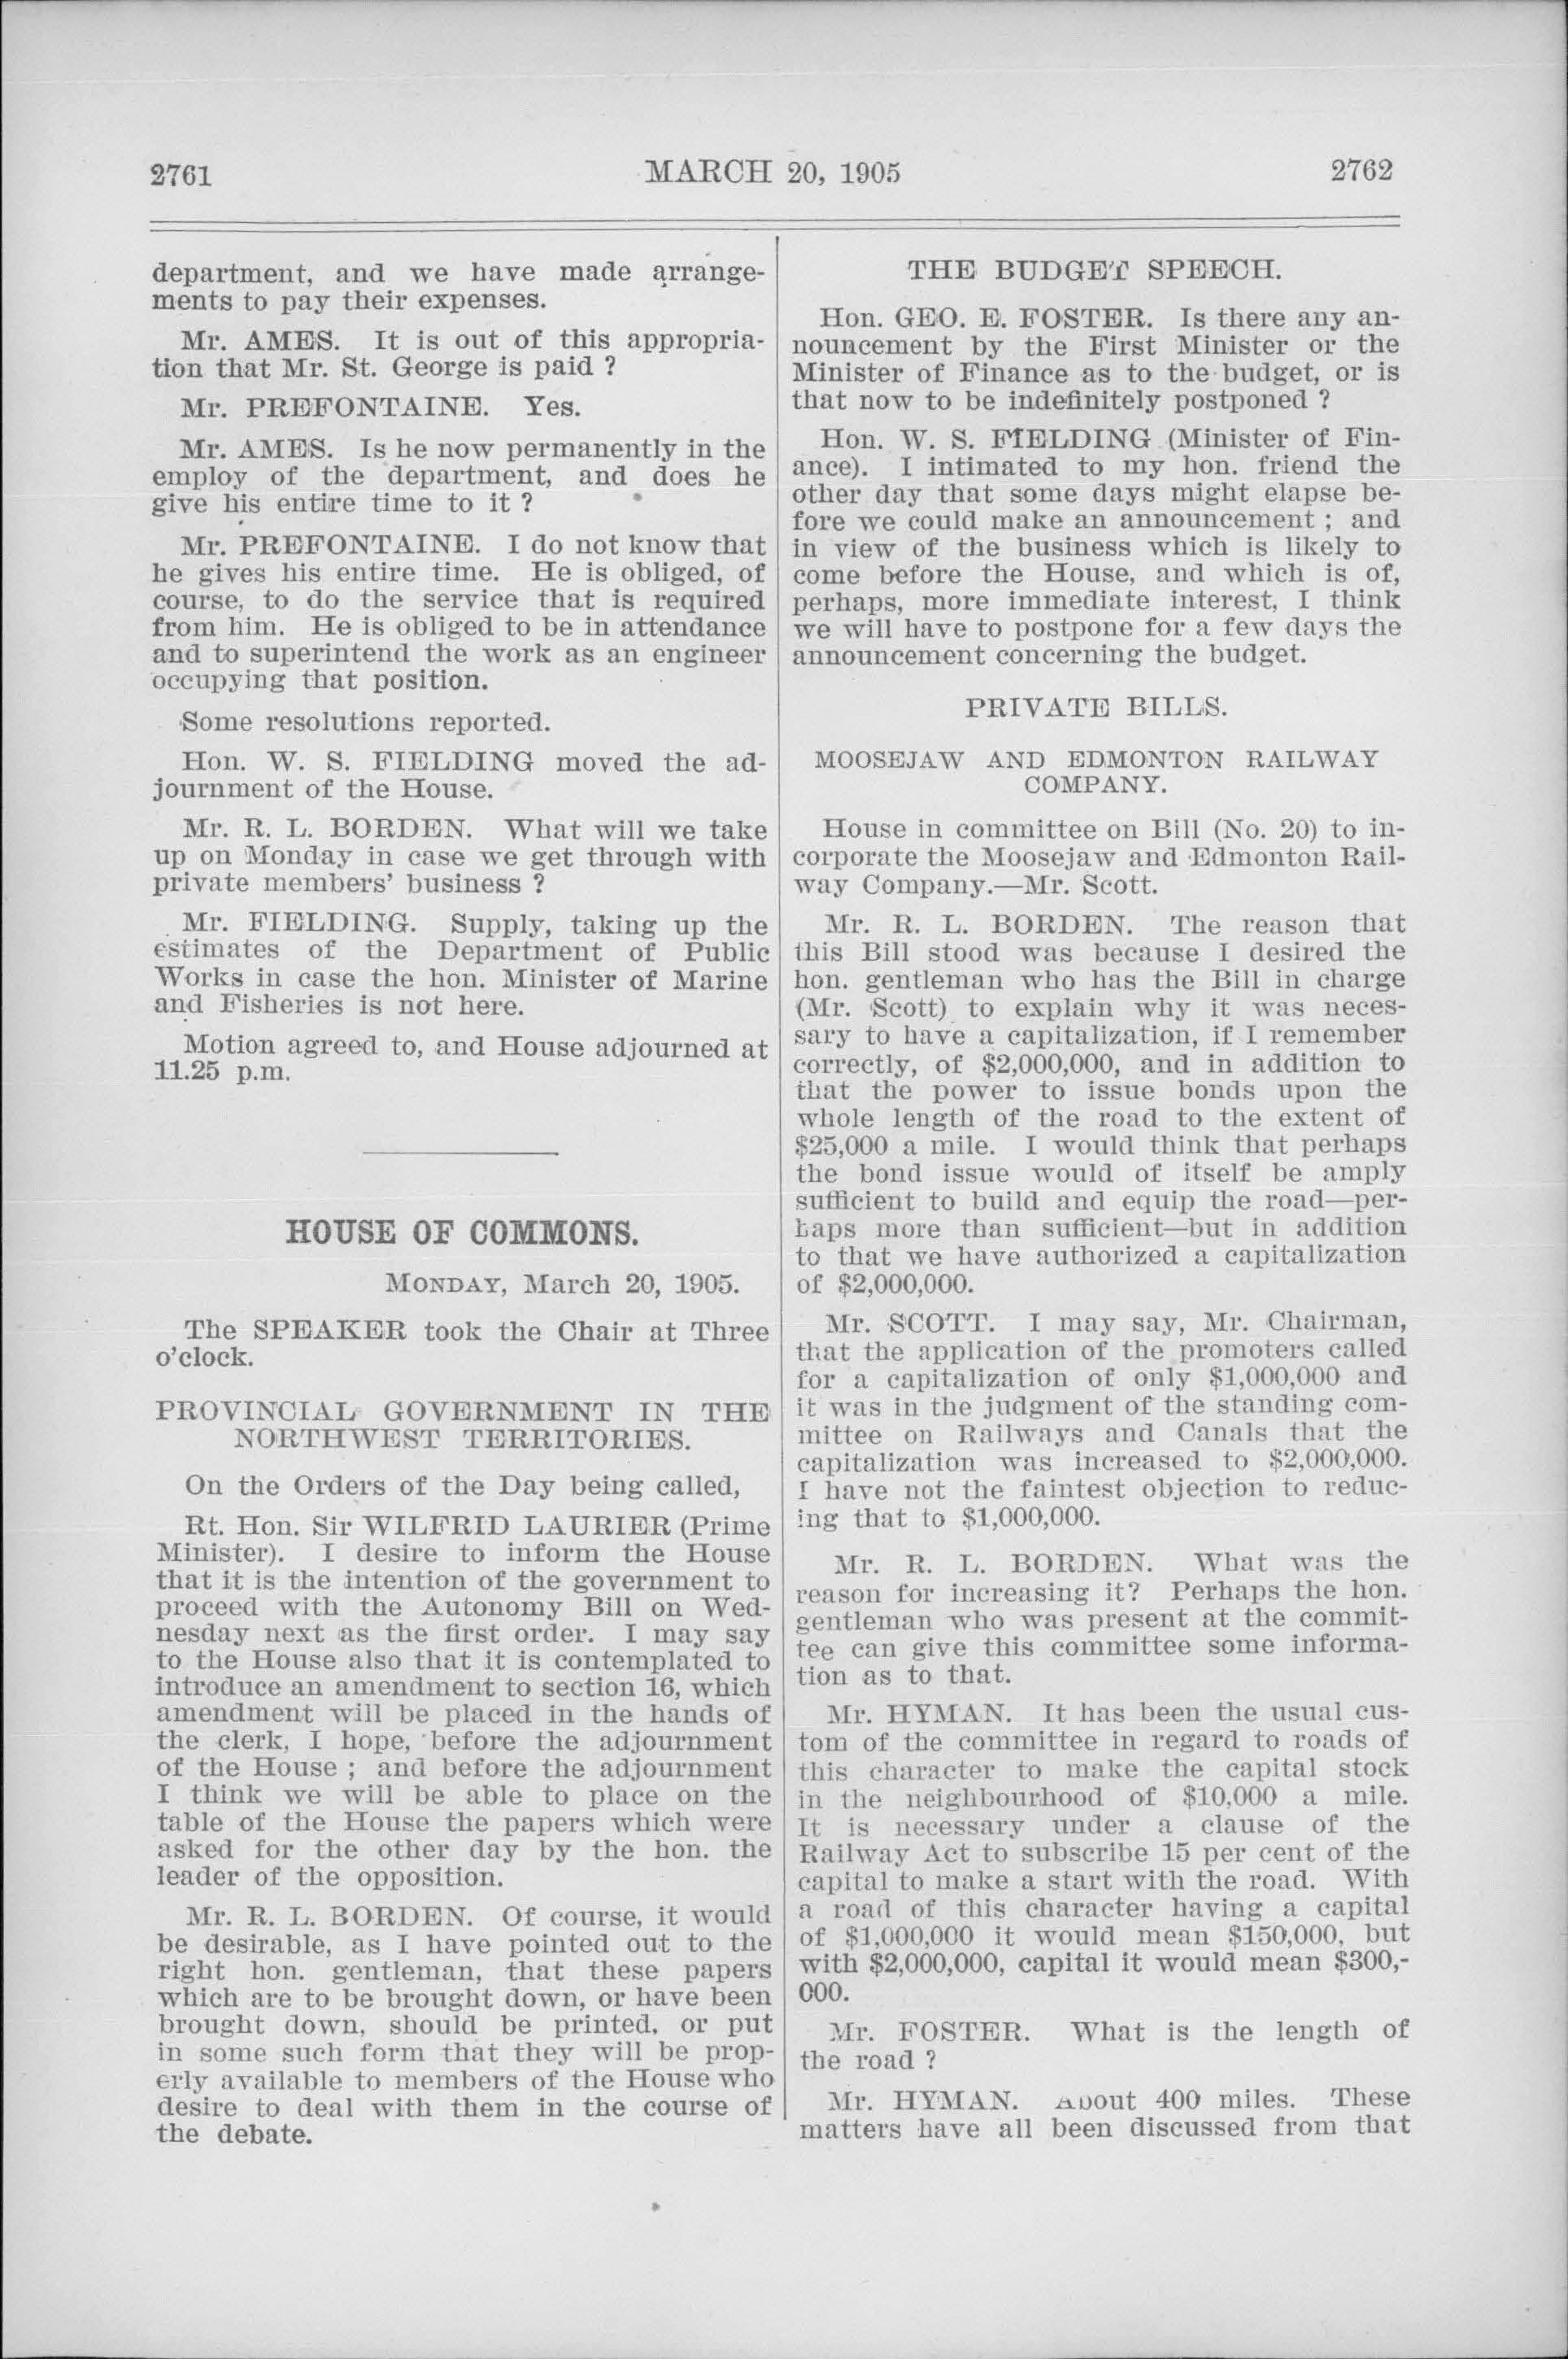 2761
MARCH 20, 1905
2762
department, and we have made arrange-
ments to pay their expenses.
Mr. AMES. It is out of this appropria-
tion that Mr. St. George is paid ?
Mr. PREFONTAINE. Yes.
Mr. AMES. Is he now permanently in the
employ of the department, and does he
give his entire time to it ?
Mr. PREFONTAINE. I do not know that
he gives his entire time. He is obliged, of
course, to do the service that is required
from him. He is obliged to be in attendance
and to superintend the work as an engineer
occupying that position.
Some resolutions reported.
Hon. W. S. FIELDING moved the ad-
journment of the House.
Mr. R. L. BORDEN. What will we take
up on Monday in case we get through with
private members' business ?
Mr. FIELDING. Supply, taking up the
estimates of the Department of Public
Works in case the hon. Minister of Marine
and Fisheries is not here.
Motion agreed to, and House adjourned at
11.25 p.m.
HOUSE OF COMMONS.
MONDAY, March 20, 1905.
The SPEAKER took the Chair at Three
o'clock.
PROVINCIAL GOVERNMENT IN THE
NORTHWEST TERRITORIES.
On the Orders of the Day being called,
Rt. Hon. Sir WILFRID LAURIER (Prime
Minister). I desire to inform the House
that it is the intention of the government to
proceed with the Autonomy Bill on Wed-
nesday next as the first order. I may say
to the House also that it is contemplated to
introduce an amendment to section 16, which
amendment will be placed in the hands of
the clerk, I hope, before the adjournment
of the House ; and before the adjournment
I think we will be able to place on the
table of the House the papers which were
asked for the other day by the hon. the
leader of the opposition.
Mr. R. L. BORDEN. Of course, it would
be desirable, as I have pointed out to the
right hon. gentleman, that these papers
which are to be brought down, or have been
brought down, should be printed, or put
in some such form that they will be prop-
erly available to members of the House who
desire to deal with them in the course of
the debate.
THE BUDGET SPEECH.
Hon. GEO. E. FOSTER. Is there any an-
nouncement by the First Minister or the
Minister of Finance as to the budget, or is
that now to be indefinitely postponed ?
Hon. W. S. FIELDING (Minister of Fin-
ance). I intimated to my hon. friend the
other day that some days might elapse be-
fore we could make an announcement ; and
in view of the business which is likely to
come before the House, and which is of,
perhaps, more immediate interest, I think
we will have to postpone for a few days the
announcement concerning the budget.
PRIVATE BILLS.
MOOSEJAW AND EDMONTON RAILWAY
COMPANY.
House in committee on Bill (No. 20) to in-
corporate the Moosejaw and Edmonton Rail-
way Company.—Mr. Scott.
Mr. R. L. BORDEN. The reason that
this Bill stood was because I desired the
hon. gentleman who has the Bill in charge
(Mr. Scott) to explain why it was neces-
sary to have a capitalization, if I remember
correctly, of $2,000,000, and in addition to
that the power to issue bonds upon the
whole length of the road to the extent of
$25,000 a mile. I would think that perhaps
the bond issue would of itself be amply
sufficient to build and equip the road—per-
haps more than sufficient—but in addition
to that we have authorized a capitalization
of $2,000,000.
Mr. SCOTT. I may say, Mr. Chairman,
that the application of the promoters called
for a capitalization of only $1,000,000 and
it was in the judgment of the standing com-
mittee on Railways and Canals that the
capitalization was increased to $2,000,000.
I have not the faintest objection to reduc-
ing that to $1,000,000.
Mr. R. L. BORDEN. What was the
reason for increasing it? Perhaps the hon.
gentleman who was present at the commit-
tee can give this committee some informa-
tion as to that.
Mr. HYMAN. It has been the usual cus-
tom of the committee in regard to roads of
this character to make the capital stock
in the neighbourhood of $10,000 a mile.
It is necessary under a clause of the
Railway Act to subscribe 15 per cent of the
capital to make a start with the road. With
a road of this character having a capital
of $1,000,000 it would mean $150,000, but
with $2,000,000, capital it would mean $300,-
000.
Mr. FOSTER. What is the length of
the road ?
Mr. HYMAN. About 400 miles. These
matters have all been discussed from that